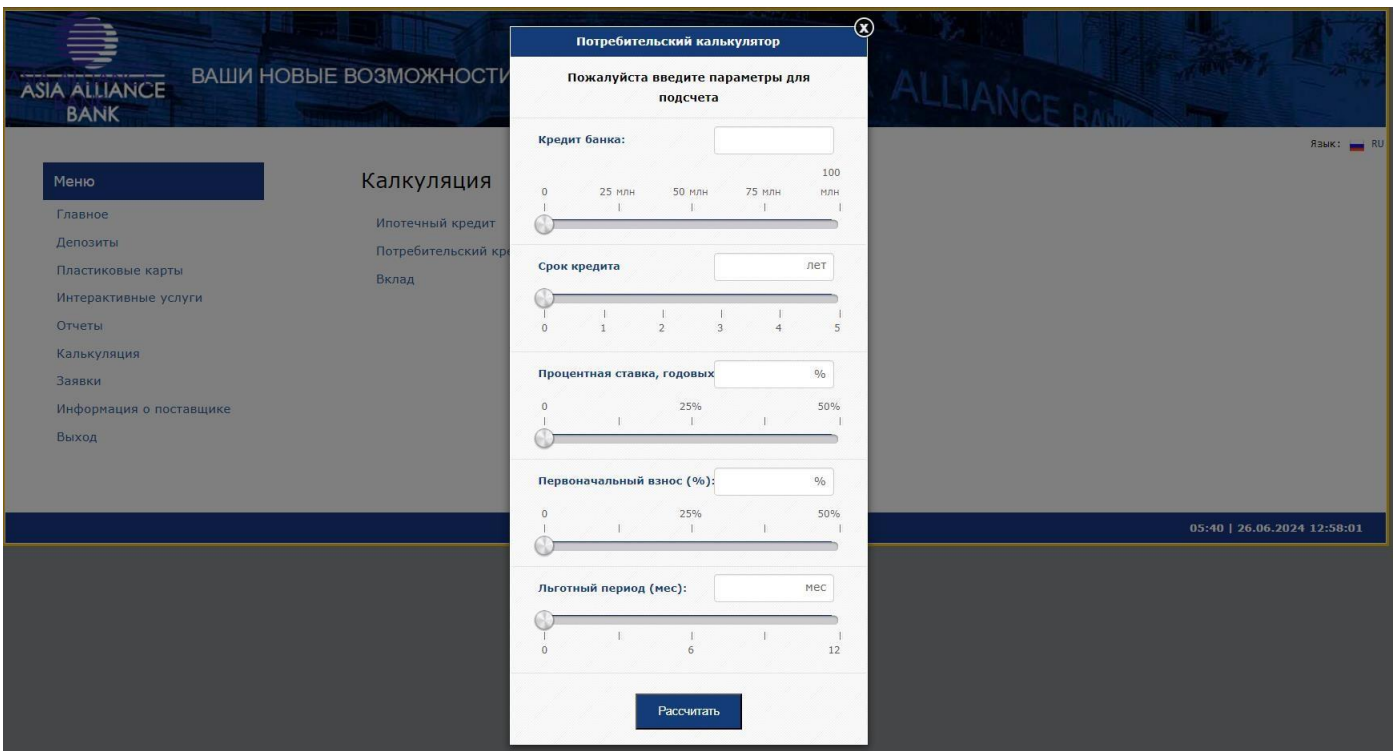 ASIA ALLIANCE
BANK
ВАШИ НОВЫЕ ВОЗМОЖНОСТИ
ALLIANCE BANK
Язык: RU
Меню
Главное
Депозиты
Пластиковые карты
Интерактивные услуги
Отчеты
Калькуляция
Заявки
Информация о поставщике
Выход
Калкуляция
Ипотечный кредит
Потребительский кре
Вклад
x
Потребительский калькулятор
Пожалуйста введите параметры для
подсчета
Кредит банка:
100
0 25 млн 50 млн 75 млн млн
Срок кредита лет
0 1 2 3 4 5
Процентная ставка, годовых %
0 25% 50%
Первоначальный взнос (%): %
0 25% 50%
Льготный период (мес): мес
0 6 12
Рассчитать
05:40 | 26.06.2024 12:58:01